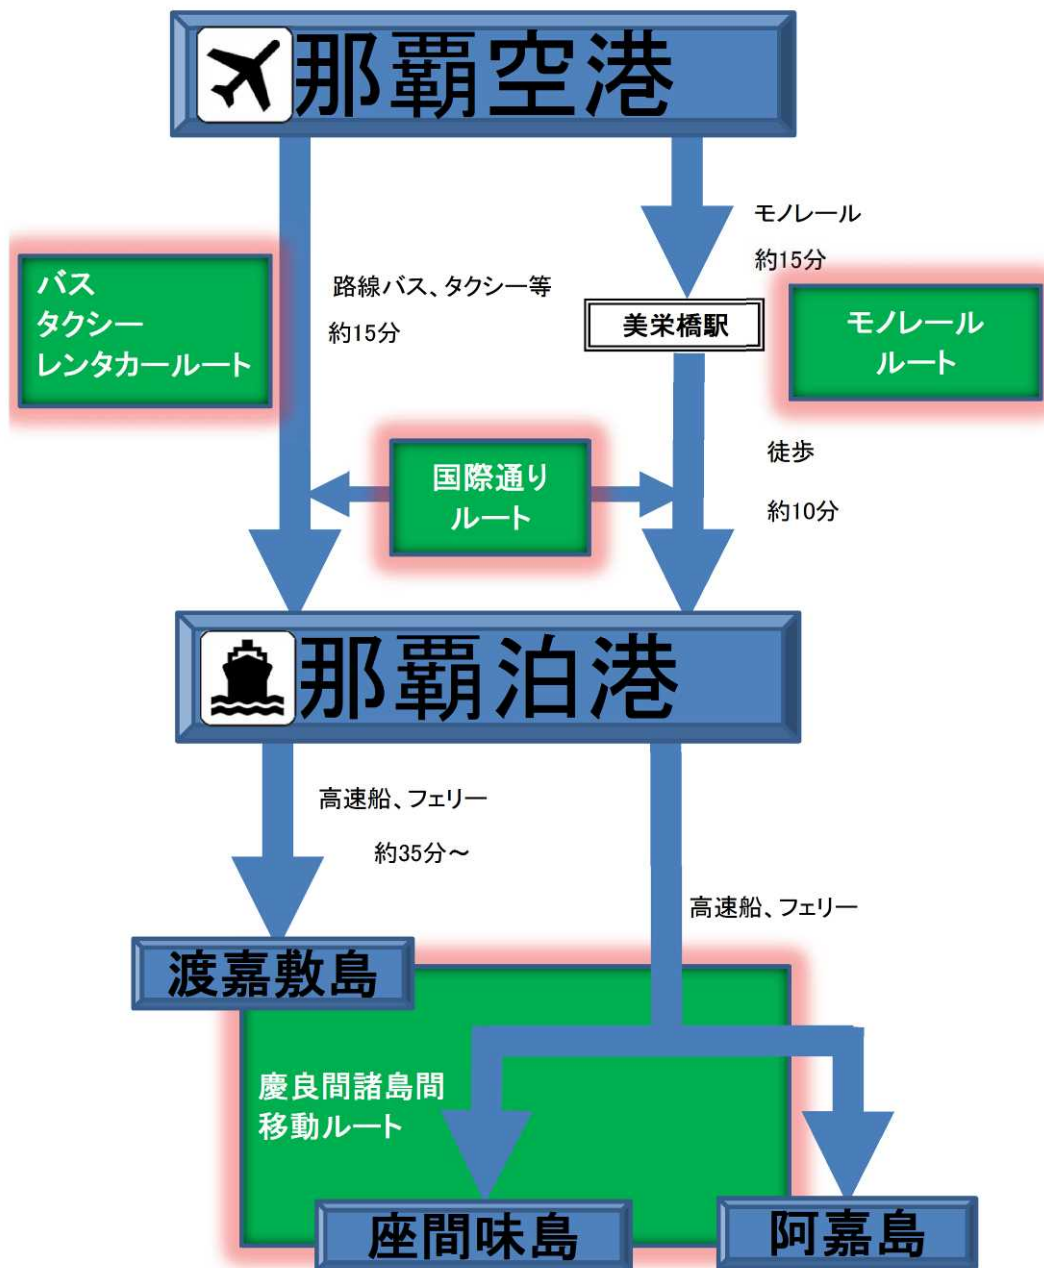 那覇空港
モノレール
約15分
バス
タクシー
レンタカールート
路線バス、タクシー等
約15分
美栄橋駅
モノレール
ルート
国際通り
ルート
徒歩
約10分
那覇泊港
高速船、フェリー
約35分～
高速船、フェリー
渡嘉敷島
慶良間諸島間
移動ルート
座間味島
阿嘉島